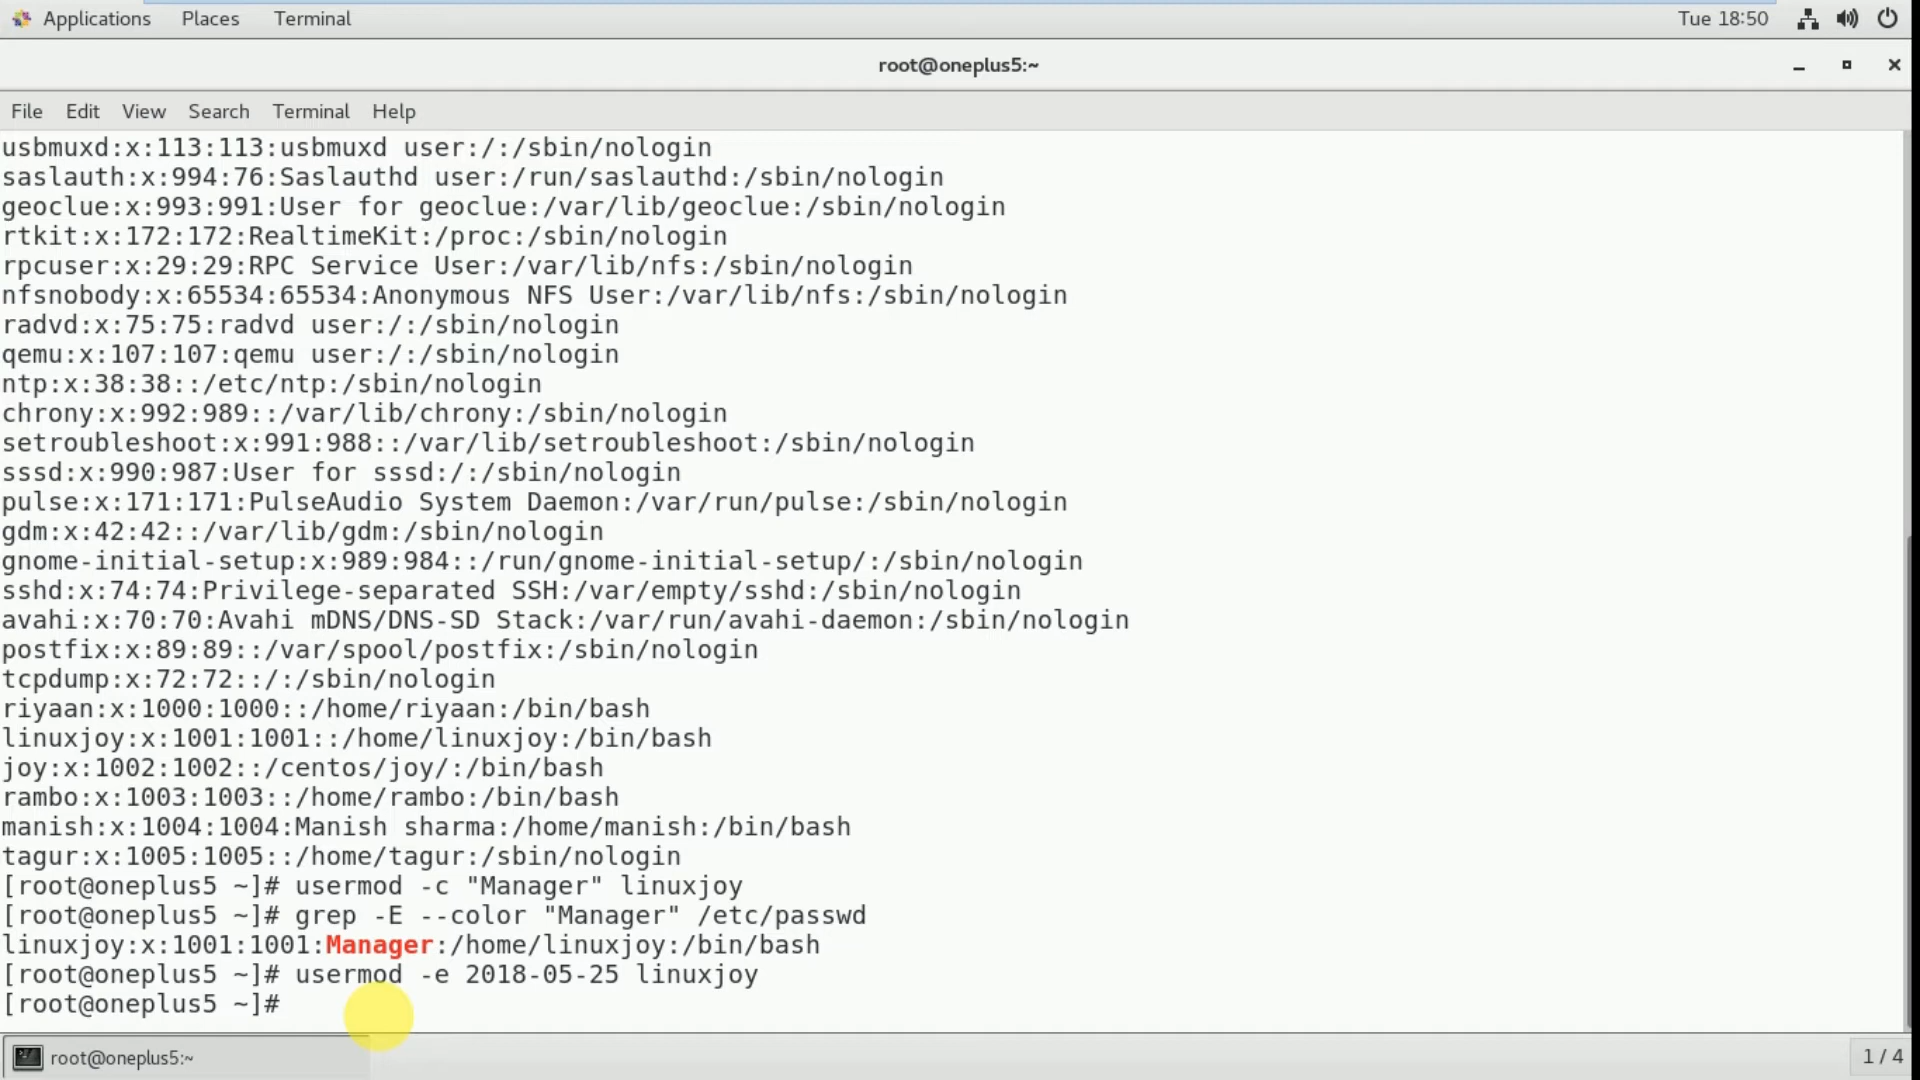 Applications Places Terminal Tue 18:50
root@oneplus5:~
File Edit View Search Terminal Help
usbmuxd:x:113:113:usbmuxd user:/:/sbin/nologin
saslauth:x:994:76:Saslauthd user:/run/saslauthd:/sbin/nologin
geoclue:x:993:991:User for geoclue:/var/lib/geoclue:/sbin/nologin
rtkit:x:172:172:RealtimeKit:/proc:/sbin/nologin
rpcuser:x:29:29:RPC Service User:/var/lib/nfs:/sbin/nologin
nfsnobody:x:65534:65534:Anonymous NFS User:/var/lib/nfs:/sbin/nologin
radvd:x:75:75:radvd user:/:/sbin/nologin
qemu:x:107:107:qemu user:/:/sbin/nologin
ntp:x:38:38::/etc/ntp:/sbin/nologin
chrony:x:992:989::/var/lib/chrony:/sbin/nologin
setroubleshoot:x:991:988::/var/lib/setroubleshoot:/sbin/nologin
sssd:x:990:987:User for sssd:/:/sbin/nologin
pulse:x:171:171:PulseAudio System Daemon:/var/run/pulse:/sbin/nologin
gdm:x:42:42::/var/lib/gdm:/sbin/nologin
gnome-initial-setup:x:989:984::/run/gnome-initial-setup/:/sbin/nologin
sshd:x:74:74:Privilege-separated SSH:/var/empty/sshd:/sbin/nologin
avahi:x:70:70:Avahi mDNS/DNS-SD Stack:/var/run/avahi-daemon:/sbin/nologin
postfix:x:89:89::/var/spool/postfix:/sbin/nologin
tcpdump:x:72:72::/:/sbin/nologin
riyaan:x:1000:1000::/home/riyaan:/bin/bash
linuxjoy:x:1001:1001::/home/linuxjoy:/bin/bash
joy:x:1002:1002::/centos/joy/:/bin/bash
rambo:x:1003:1003::/home/rambo:/bin/bash
manish:x:1004:1004:Manish sharma:/home/manish:/bin/bash
tagur:x:1005:1005::/home/tagur:/sbin/nologin
[root@oneplus5 ~]# usermod -c "Manager" linuxjoy
[root@oneplus5 ~]# grep -E --color "Manager" /etc/passwd
linuxjoy:x:1001:1001:Manager:/home/linuxjoy:/bin/bash
[root@oneplus5 ~]# usermod -e 2018-05-25 linuxjoy
[root@oneplus5 ~]#
root@oneplus5:~ 1 / 4